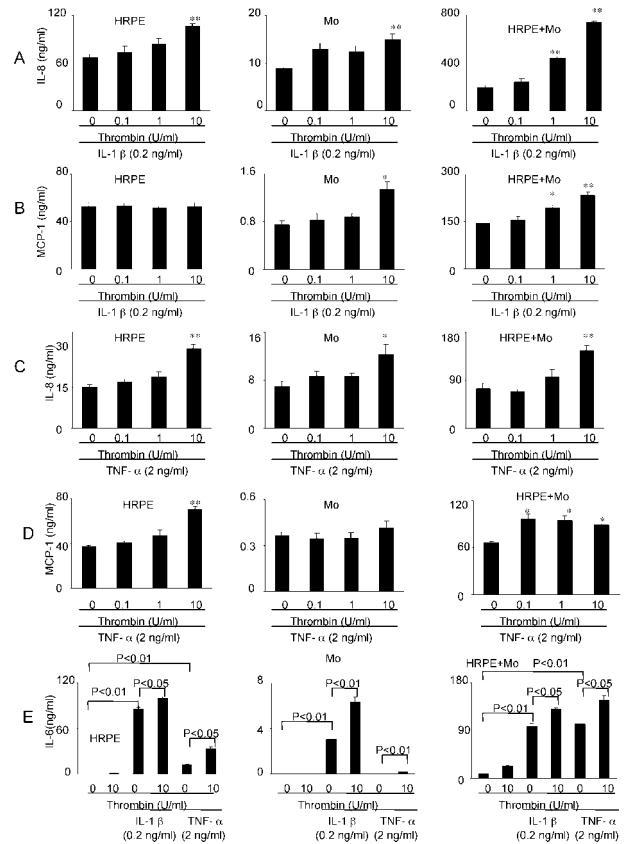 HRPE
Mo
HRPE+Mo
A
IL-8 (ng/ml)
120
60
0
**
20
10
0
**
800
400
0
**
**
0 0.1 1 10
0 0.1 1 10
0 0.1 1 10
Thrombin (U/ml)
Thrombin (U/ml)
Thrombin (U/ml)
IL-1 β (0.2 ng/ml)
IL-1 β (0.2 ng/ml)
IL-1 β (0.2 ng/ml)
HRPE
Mo
HRPE+Mo
B
MCP-1 (ng/ml)
80
40
0
1.6
0.8
0
*
300
150
0
*
**
0 0.1 1 10
0 0.1 1 10
0 0.1 1 10
Thrombin (U/ml)
Thrombin (U/ml)
Thrombin (U/ml)
IL-1 β (0.2 ng/ml)
IL-1 β (0.2 ng/ml)
IL-1 β (0.2 ng/ml)
HRPE
Mo
HRPE+Mo
C
IL-8 (ng/ml)
30
15
0
**
16
8
0
*
180
90
0
**
0 0.1 1 10
0 0.1 1 10
0 0.1 1 10
Thrombin (U/ml)
Thrombin (U/ml)
Thrombin (U/ml)
TNF- α (2 ng/ml)
TNF- α (2 ng/ml)
TNF- α (2 ng/ml)
HRPE
Mo
HRPE+Mo
D
MCP-1 (ng/ml)
80
40
0
**
0.6
0.3
0
120
60
0
*
*
*
0 0.1 1 10
0 0.1 1 10
0 0.1 1 10
Thrombin (U/ml)
Thrombin (U/ml)
Thrombin (U/ml)
TNF- α (2 ng/ml)
TNF- α (2 ng/ml)
TNF- α (2 ng/ml)
E
IL-6(ng/ml)
120
60
0
HRPE
P<0.01
P<0.01
P<0.05
P<0.05
8
4
0
Mo
P<0.01
P<0.01
P<0.01
180
90
0
HRPE+Mo
P<0.01
P<0.01
P<0.05
P<0.05
0 10 0 10 0 10
0 10 0 10 0 10
0 10 0 10 0 10
Thrombin (U/ml)
Thrombin (U/ml)
Thrombin (U/ml)
IL-1 β TNF- α
IL-1 β TNF- α
IL-1 β TNF- α
(0.2 ng/ml) (2 ng/ml)
(0.2 ng/ml) (2 ng/ml)
(0.2 ng/ml) (2 ng/ml)